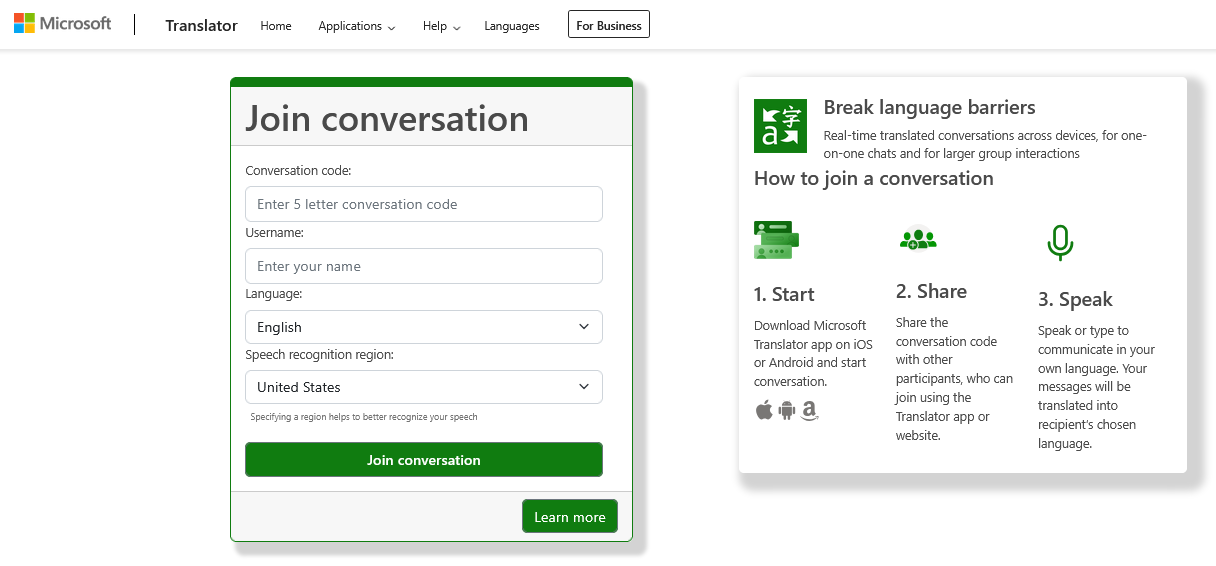 Microsoft
Translator
Home
Applications
Help
Languages
For Business
Join conversation
Conversation code:
Enter 5 letter conversation code
Username:
Enter your name
Language:
English
Speech recognition region:
United States
Specifying a region helps to better recognize your speech
Join conversation
Learn more
字
a
Break language barriers
Real-time translated conversations across devices, for one-
on-one chats and for larger group interactions
How to join a conversation
1. Start
Download Microsoft
Translator app on iOS
or Android and start
conversation.
2. Share
Share the
conversation code
with other
participants, who can
join using the
Translator app or
website.
3. Speak
Speak or type to
communicate in your
own language. Your
messages will be
translated into
recipient's chosen
language.